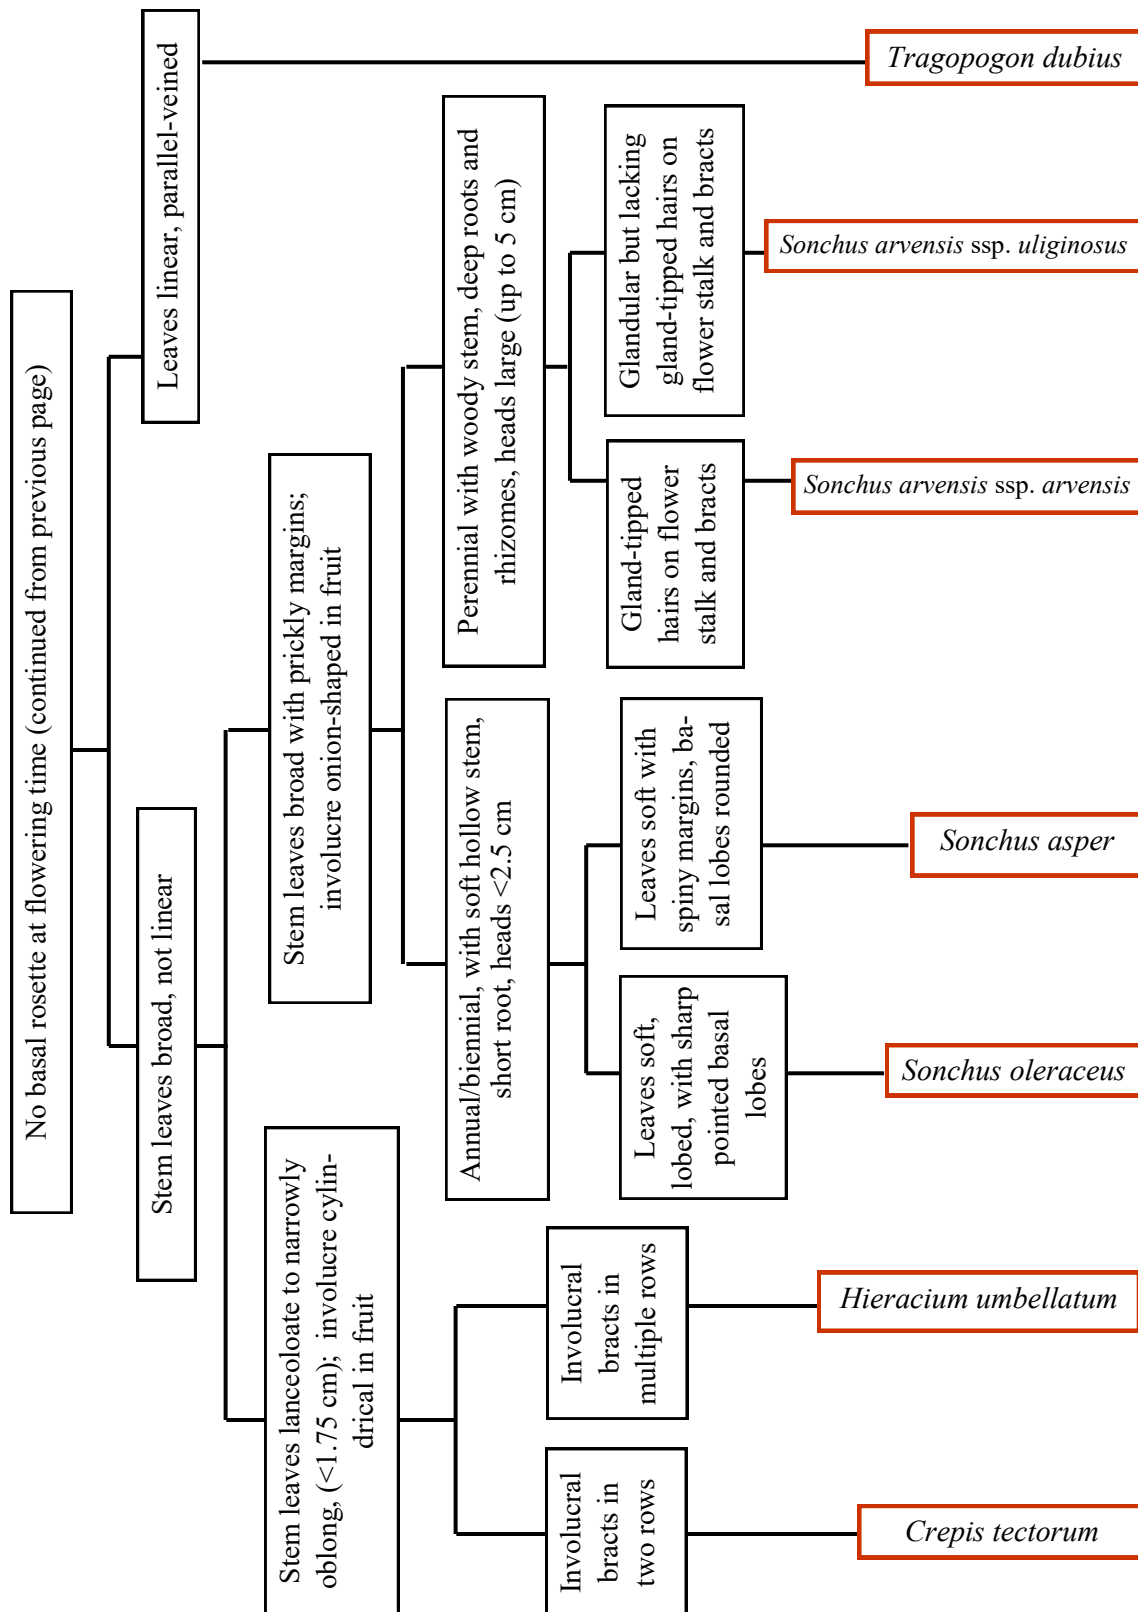 No basal rosette at flowering time (continued from previous page)
Stem leaves broad, not linear
Leaves linear, parallel-veined
Stem leaves lanceoloate to narrowly
oblong, (<1.75 cm);  involucre cylin-
drical in fruit
Stem leaves broad with prickly margins;
involucre onion-shaped in fruit
Annual/biennial, with soft hollow stem,
short root, heads <2.5 cm
Perennial with woody stem, deep roots and
rhizomes, heads large (up to 5 cm)
Involucral
bracts in
two rows
Involucral
bracts in
multiple rows
Leaves soft,
lobed, with sharp
pointed basal
lobes
Leaves soft with
spiny margins, ba-
sal lobes rounded
Gland-tipped
hairs on flower
stalk and bracts
Glandular but lacking
gland-tipped hairs on
flower stalk and bracts
Crepis tectorum
Hieracium umbellatum
Sonchus oleraceus
Sonchus asper
Sonchus arvensis ssp. arvensis
Sonchus arvensis ssp. uliginosus
Tragopogon dubius